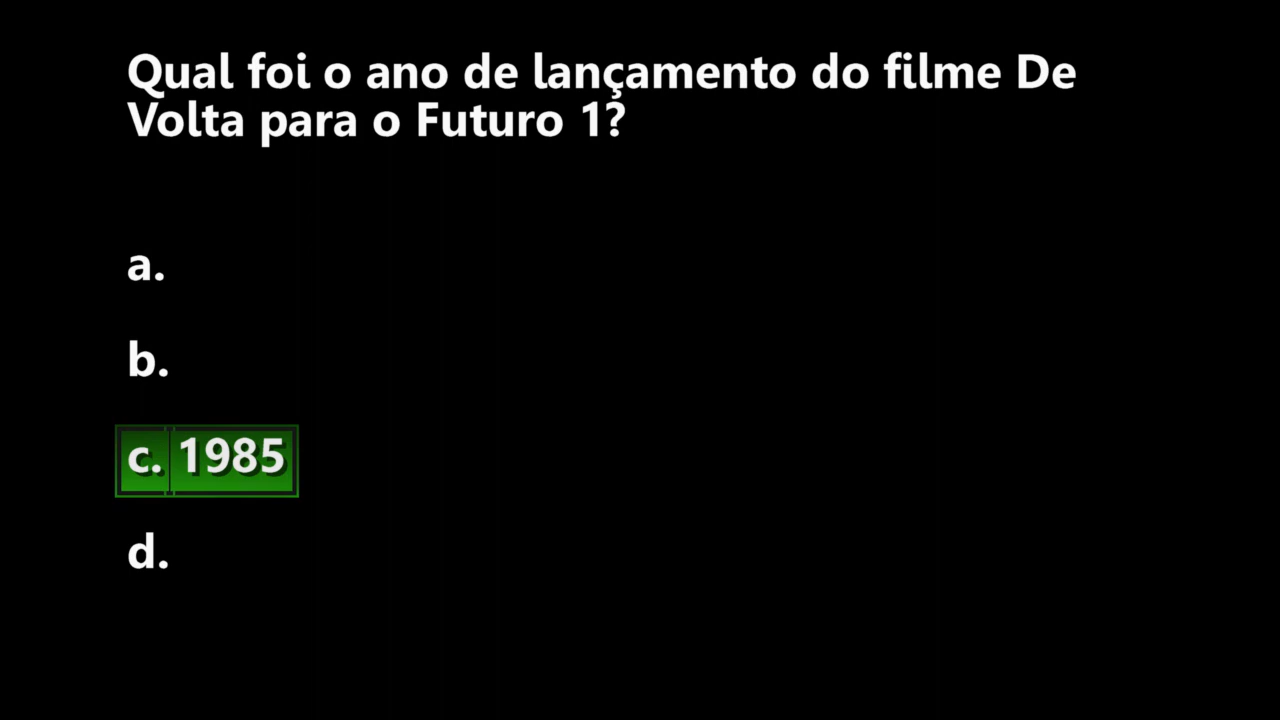 Qual foi o ano de lançamento do filme De
Volta para o Futuro 1?
a.
b.
c. 1985
d.